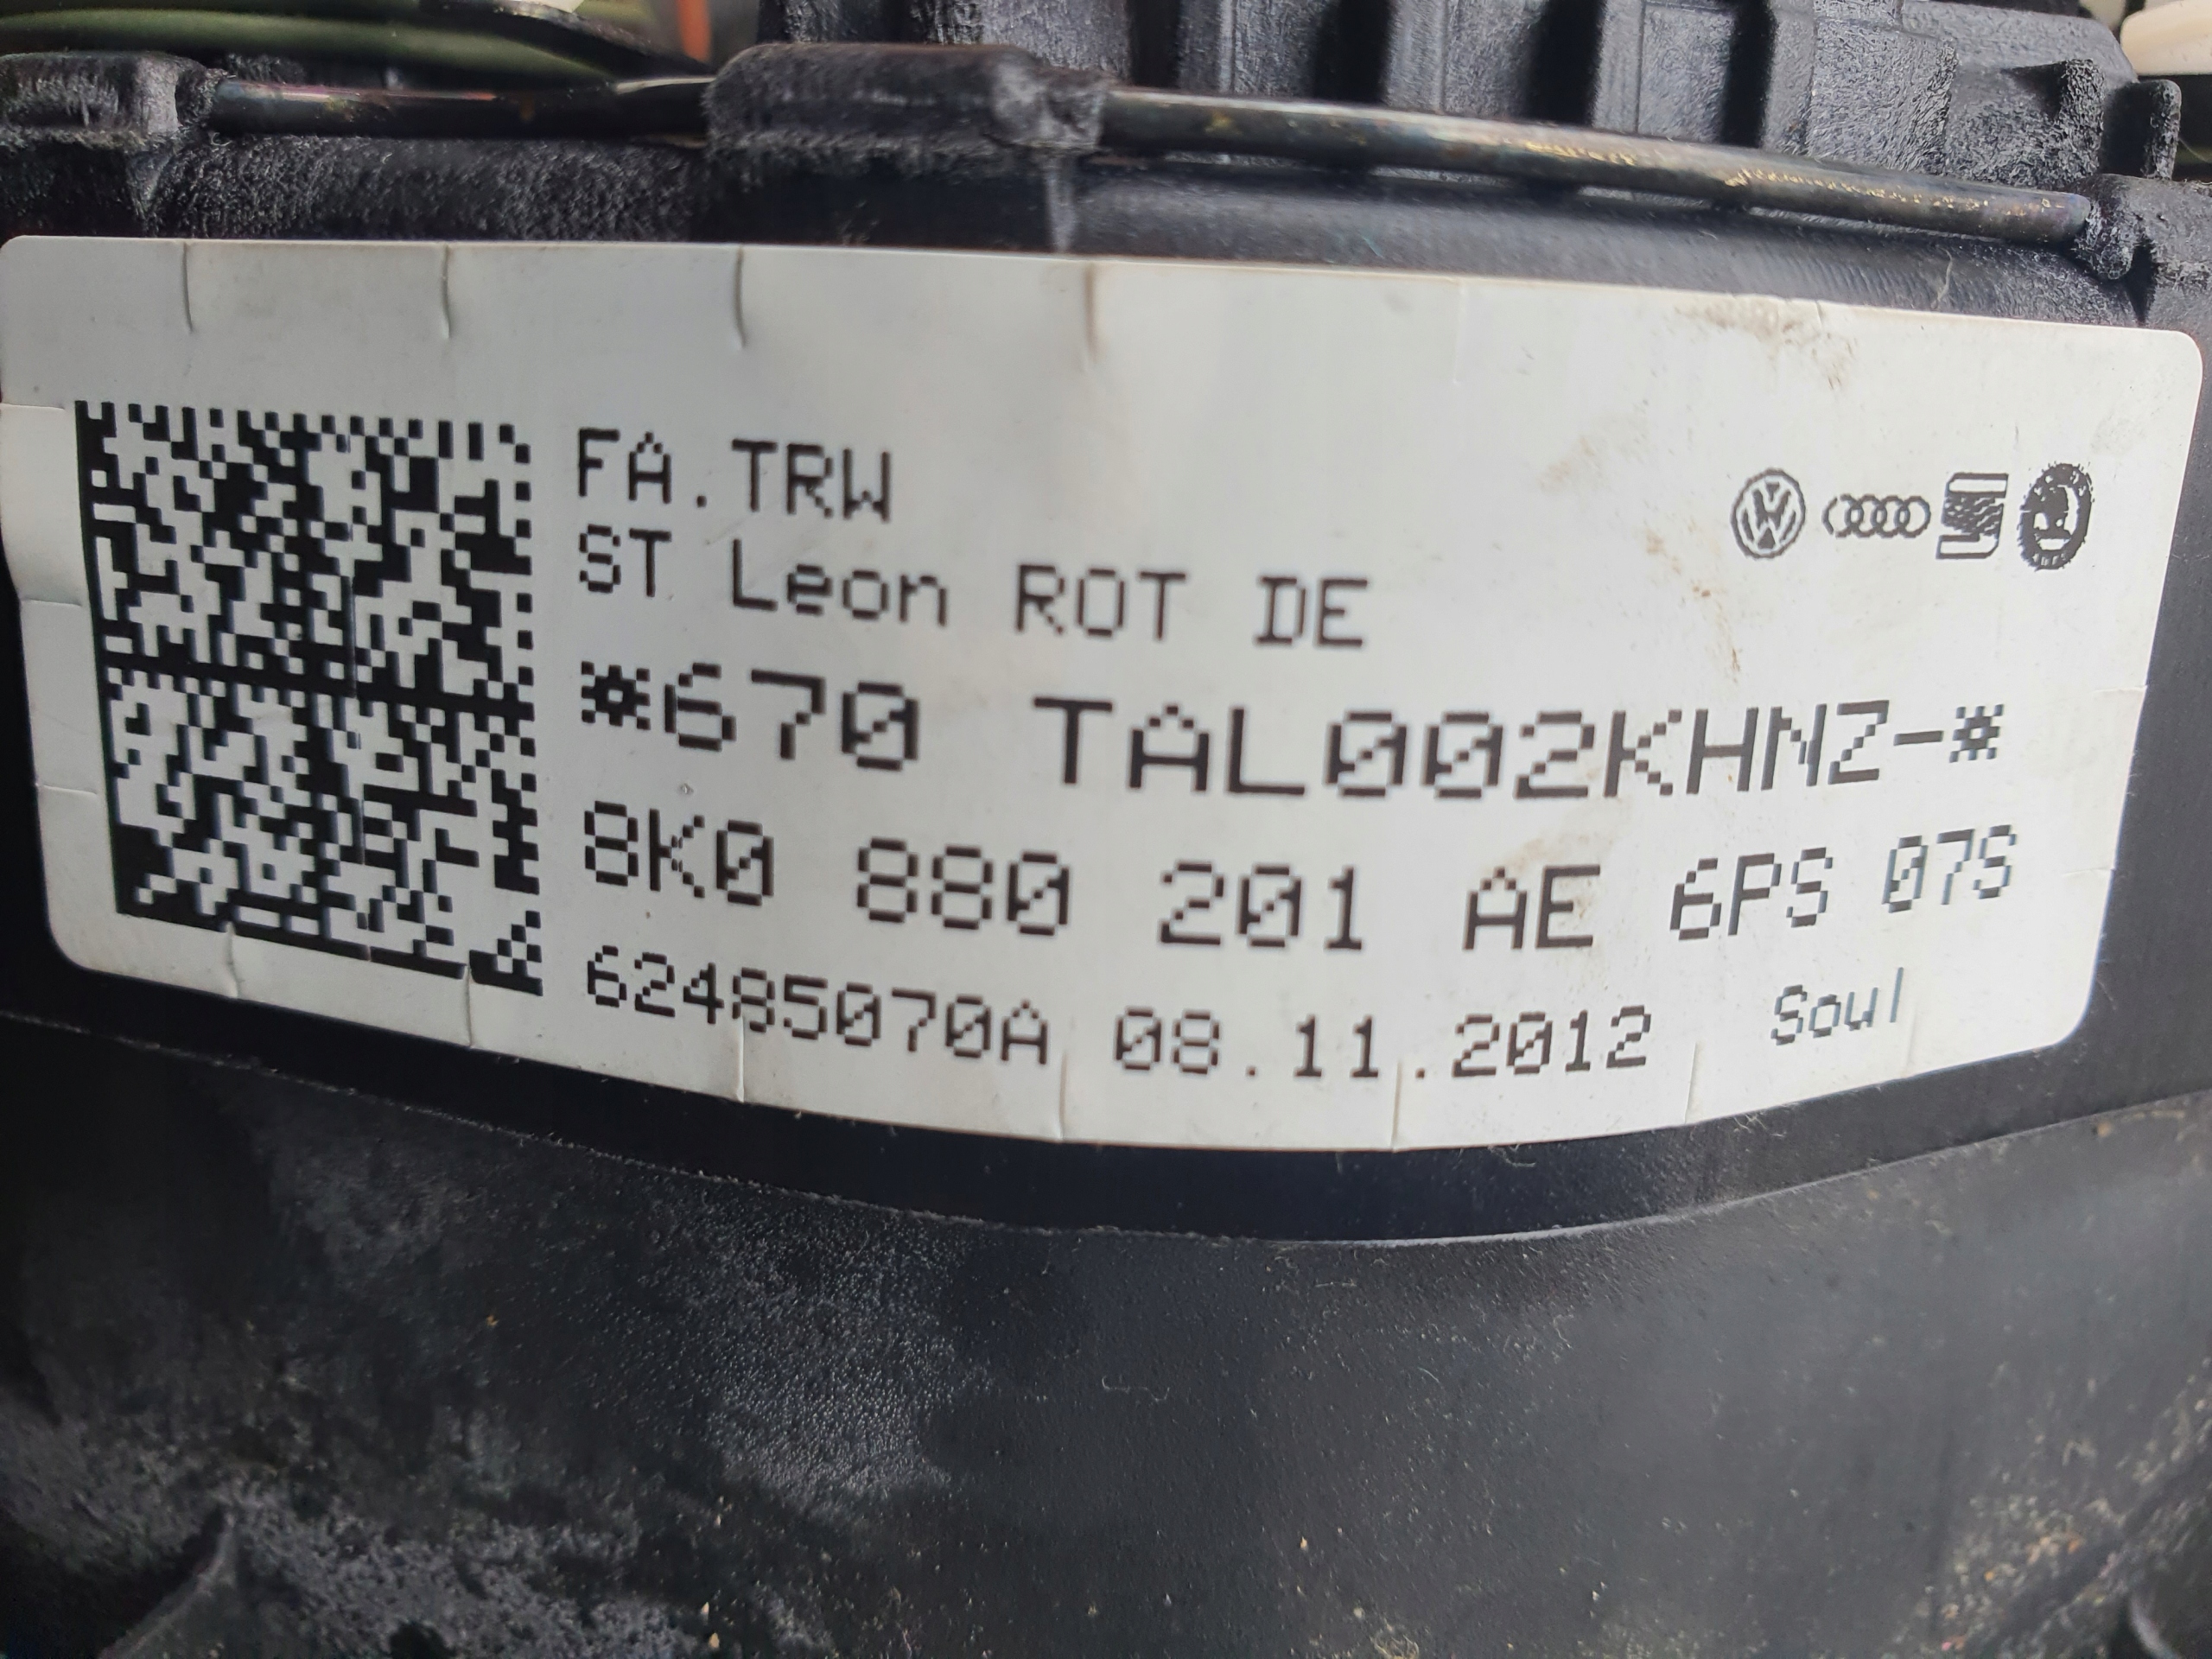 FA.TRW
ST Leon ROT DE
*670 TAL002KHNZ-*
8K0 880 201 AE 6PS 07S
62485070A 08.11.2012 Soul